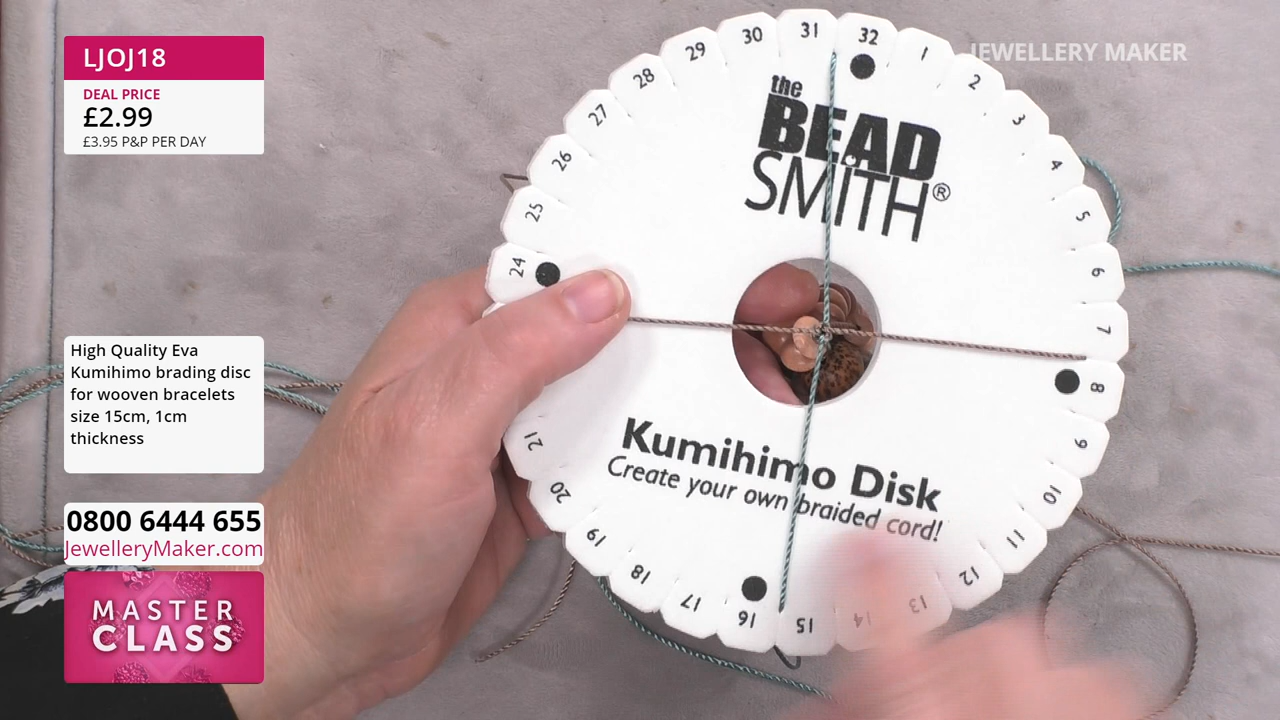 LJOJ18
DEAL PRICE
£2.99
£3.95 P&P PER DAY
High Quality Eva
Kumihimo brading disc
for wooven bracelets
size 15cm, 1cm
thickness
0800 6444 655
JewelleryMaker.com
MASTER
CLASS
JEWELLERY MAKER
the
BEAD
SMITH®
Kumihimo Disk
Create your own braided cord!
31
32
1
2
3
4
5
6
7
8
9
10
11
12
13
14
15
16
17
18
19
20
21
24
25
26
27
28
29
30